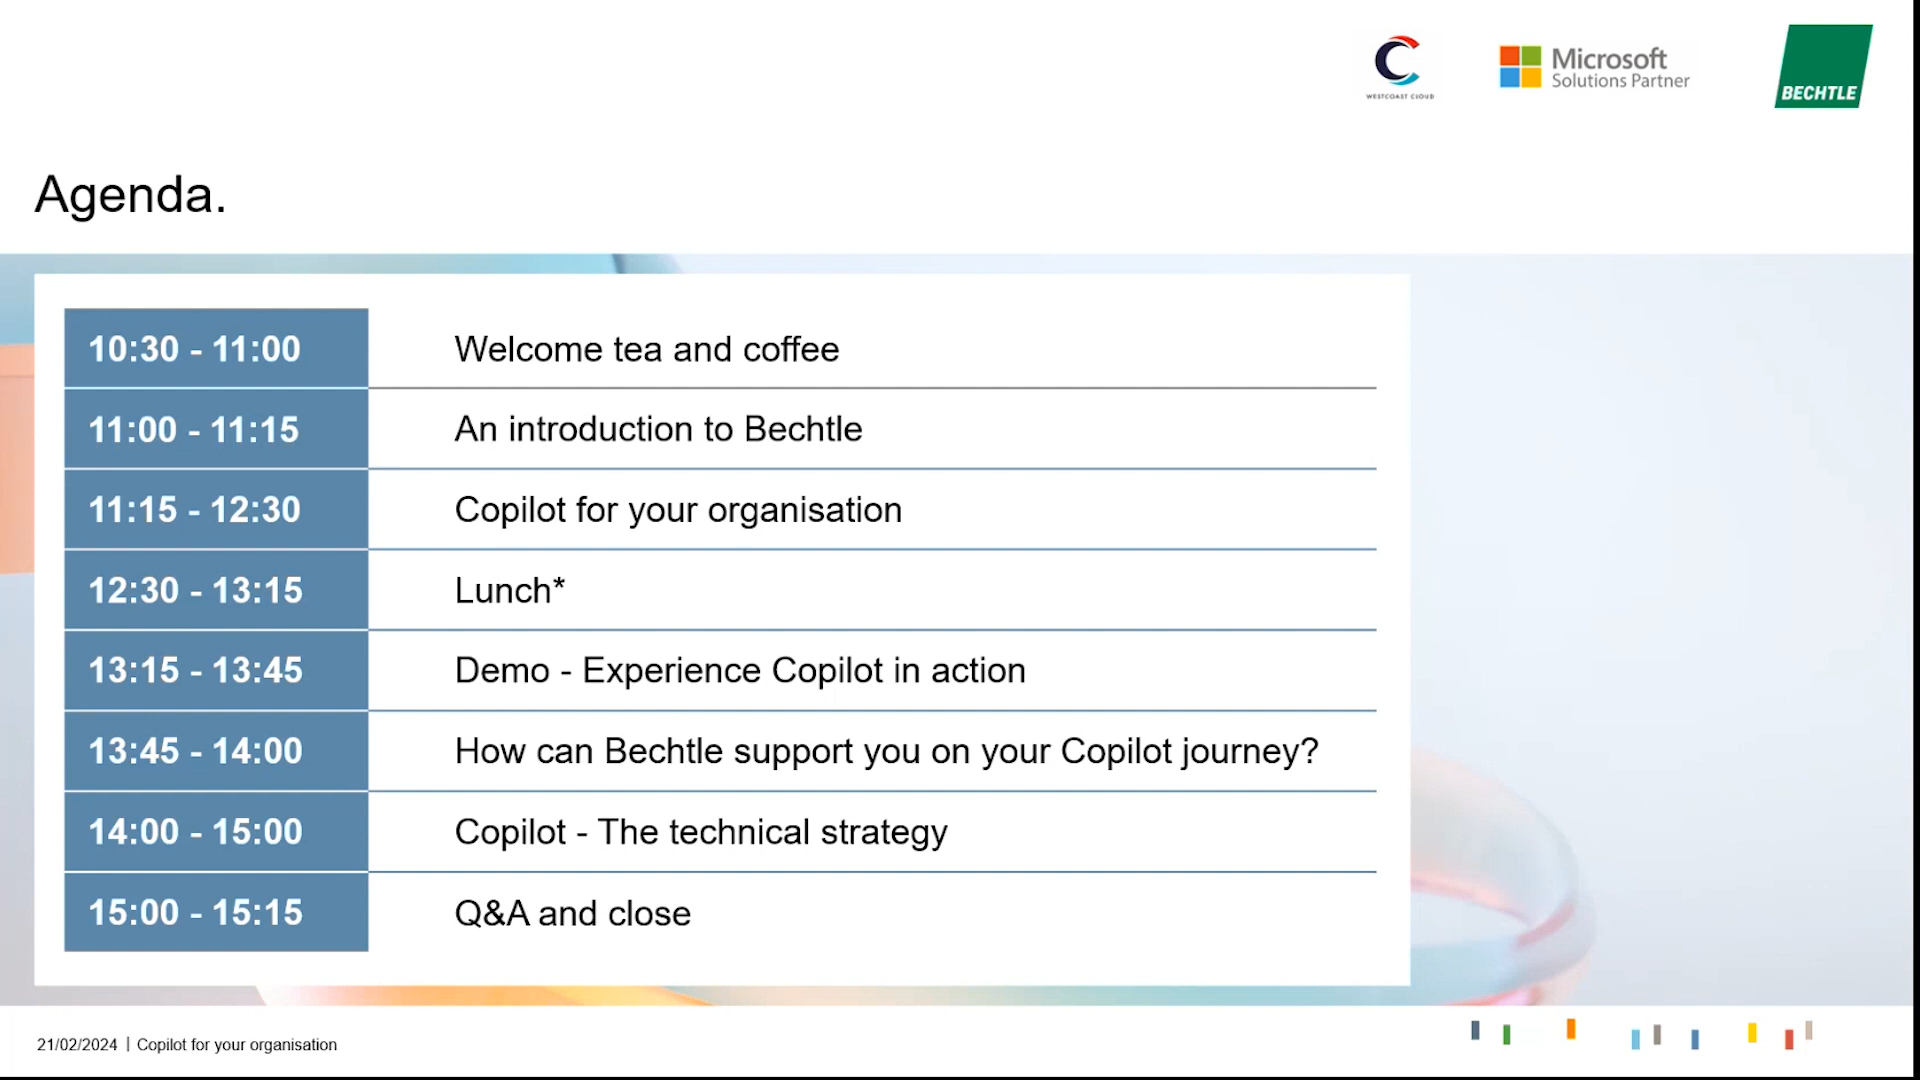 WESTCOAST CLOUD
Microsoft
Solutions Partner
BECHTLE
Agenda.
10:30 - 11:00 Welcome tea and coffee
11:00 - 11:15 An introduction to Bechtle
11:15 - 12:30 Copilot for your organisation
12:30 - 13:15 Lunch*
13:15 - 13:45 Demo - Experience Copilot in action
13:45 - 14:00 How can Bechtle support you on your Copilot journey?
14:00 - 15:00 Copilot - The technical strategy
15:00 - 15:15 Q&A and close
21/02/2024 | Copilot for your organisation